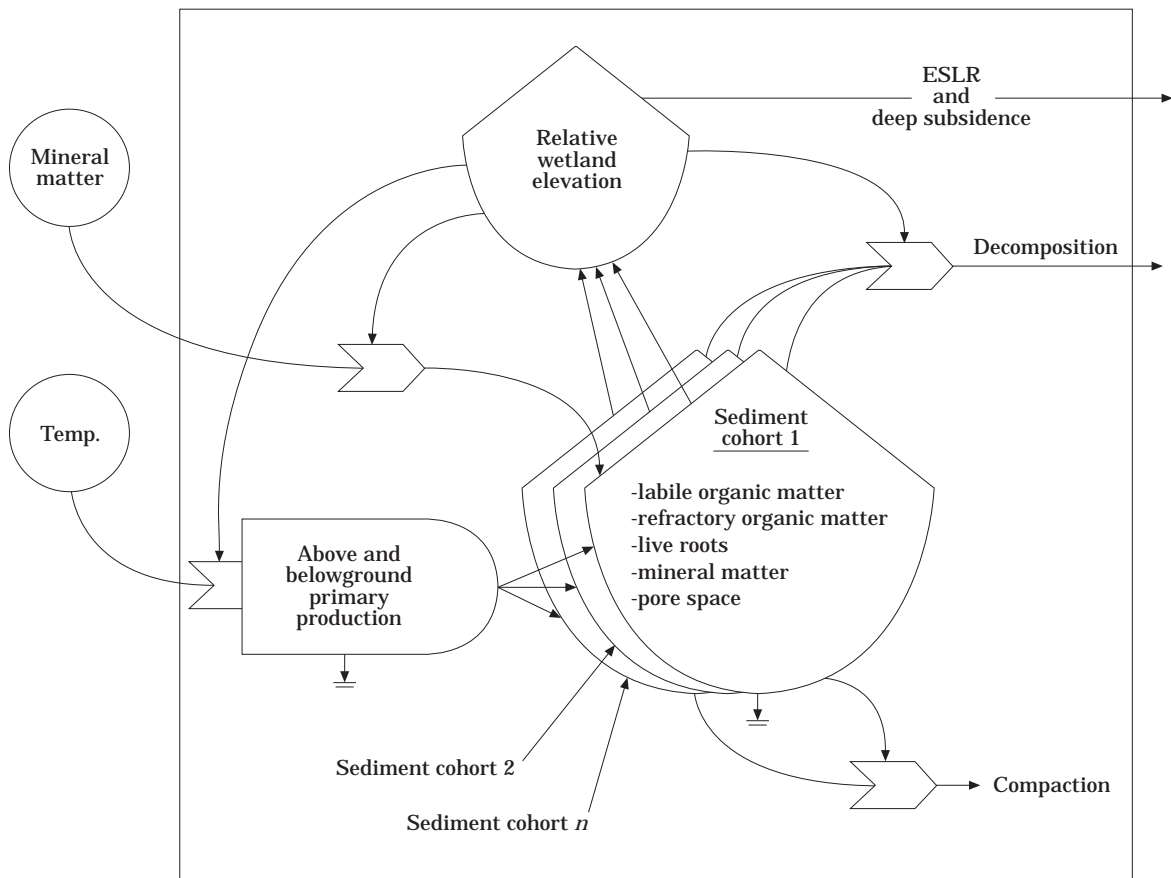 ESLR
and
deep subsidence
Mineral
matter
Relative
wetland
elevation
Decomposition
Temp.
Sediment
cohort 1
-labile organic matter
-refractory organic matter
-live roots
-mineral matter
-pore space
Above and
belowground
primary
production
Sediment cohort 2
Sediment cohort n
Compaction